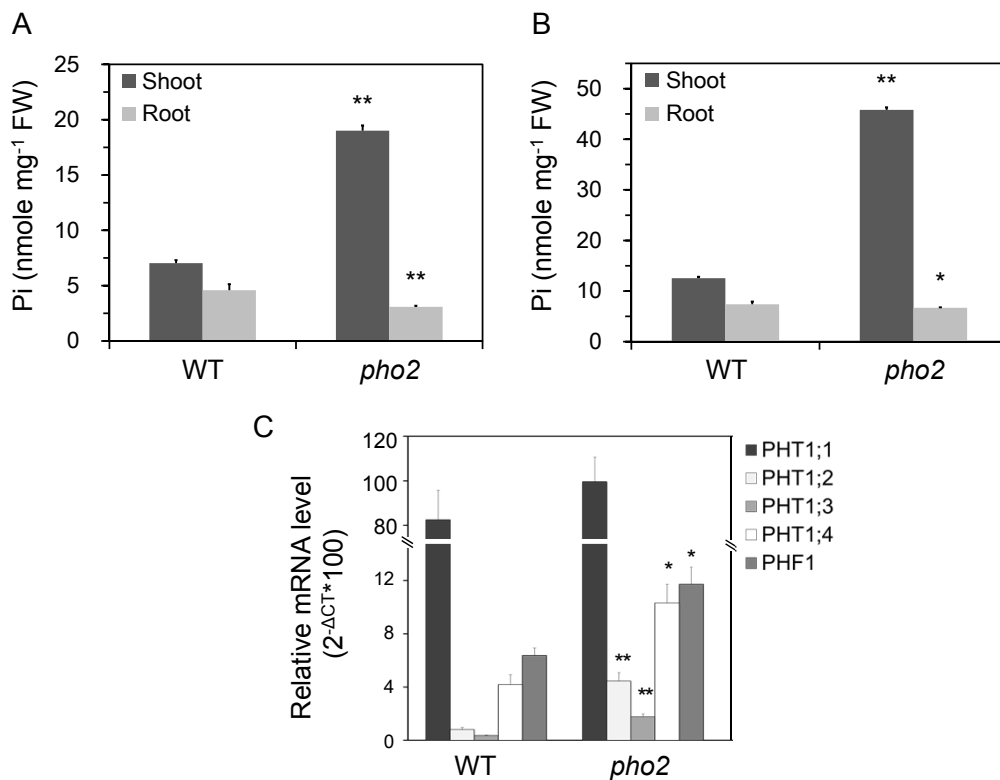 A
Pi (nmole mg⁻¹ FW)
25
20
15
10
5
0
Shoot
Root
**
**
WT
pho2
B
Pi (nmole mg⁻¹ FW)
50
40
30
20
10
0
Shoot
Root
**
*
WT
pho2
C
Relative mRNA level
(2^-ΔCT*100)
120
100
80
12
8
4
0
**
**
*
*
WT
pho2
PHT1;1
PHT1;2
PHT1;3
PHT1;4
PHF1